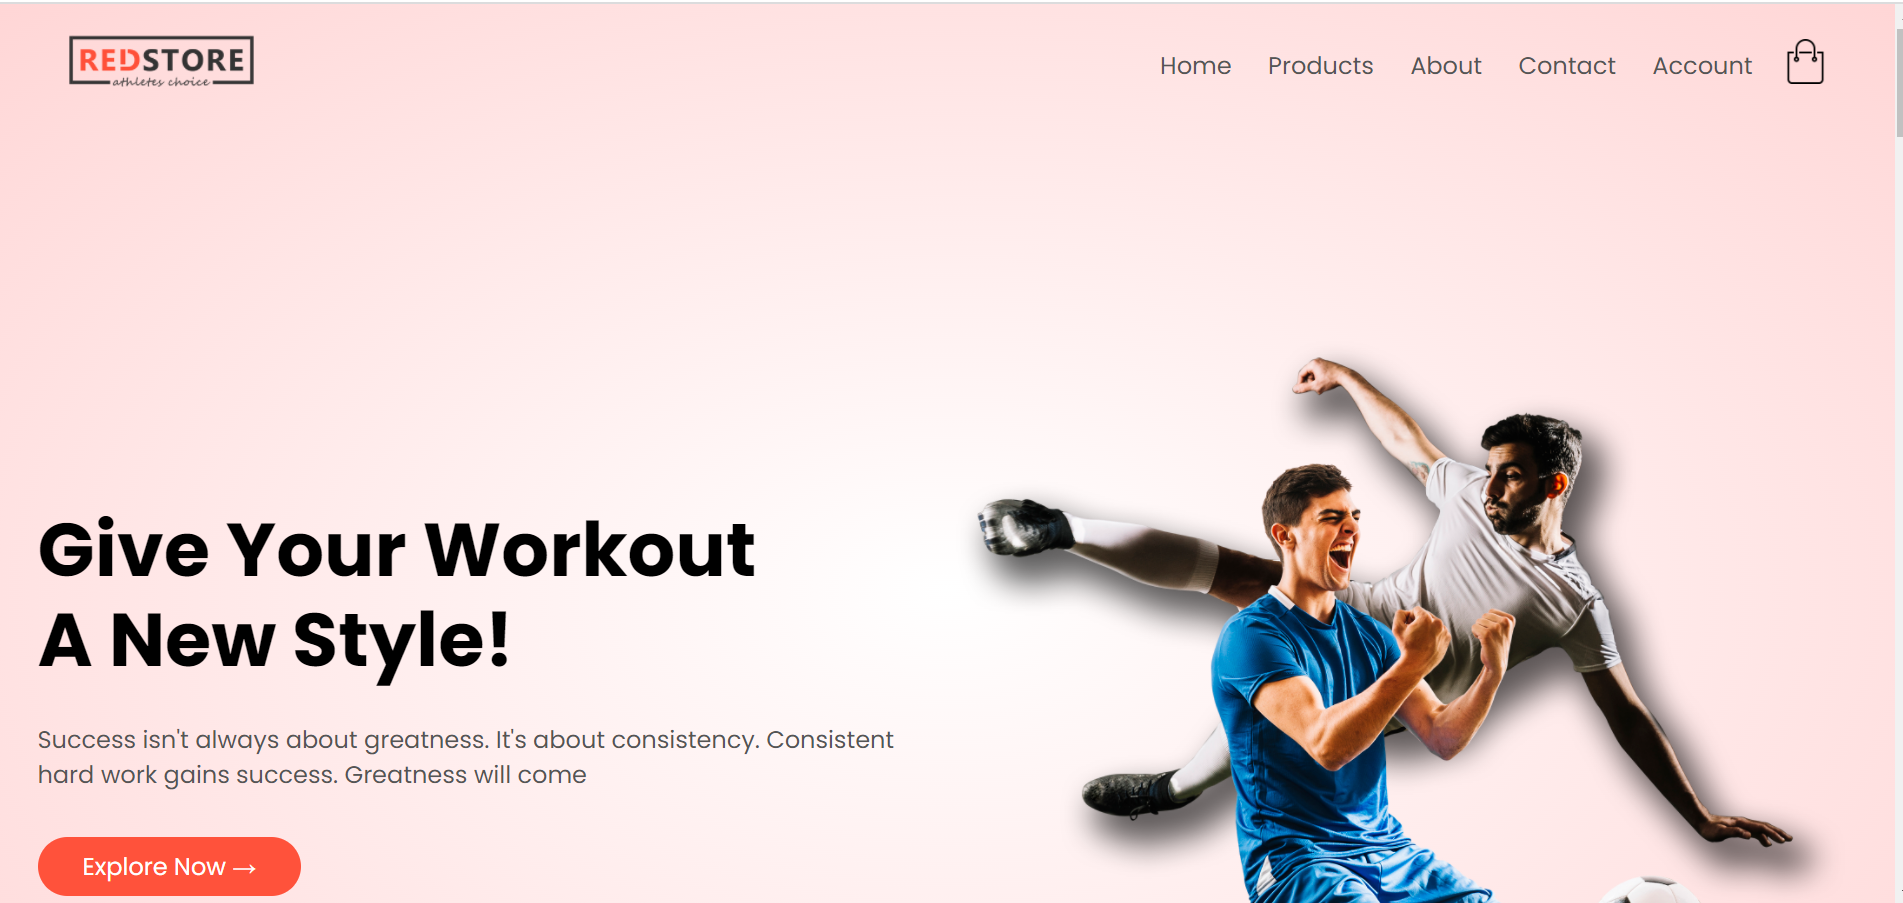 REDSTORE
athletes choice
Home Products About Contact Account
Give Your Workout
A New Style!
Success isn't always about greatness. It's about consistency. Consistent
hard work gains success. Greatness will come
Explore Now →